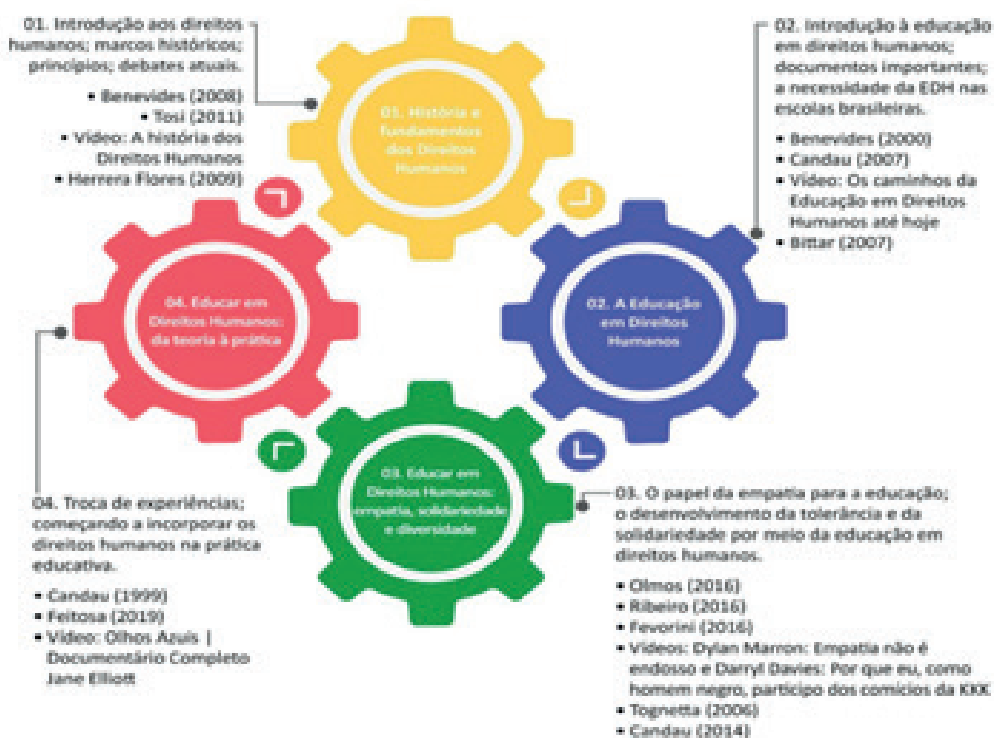 01. Introdução aos direitos
humanos; marcos históricos;
princípios; debates atuais.
• Benevides (2008)
• Tosi (2011)
• Vídeo: A história dos
Direitos Humanos
• Herrera Flores (2009)
01. História e
fundamentos
dos Direitos
Humanos
02. Introdução à educação
em direitos humanos;
documentos importantes;
a necessidade da EDH nas
escolas brasileiras.
• Benevides (2000)
• Candau (2007)
• Vídeo: Os caminhos da
Educação em Direitos
Humanos até hoje
• Bittar (2007)
02. A Educação
em Direitos
Humanos
03. Educar em
Direitos Humanos:
empatia, solidariedade
e diversidade
03. O papel da empatia para a educação;
o desenvolvimento da tolerância e da
solidariedade por meio da educação em
direitos humanos.
• Olmos (2016)
• Ribeiro (2016)
• Fevorini (2016)
• Vídeos: Dylan Marron: Empatia não é
endosso e Darryl Davies: Por que eu, como
homem negro, participo dos comícios da KKK
• Tognetta (2006)
• Candau (2014)
04. Educar em
Direitos Humanos:
da teoria à prática
04. Troca de experiências;
começando a incorporar os
direitos humanos na prática
educativa.
• Candau (1999)
• Feitosa (2019)
• Vídeo: Olhos Azuis |
Documentário Completo
Jane Elliott